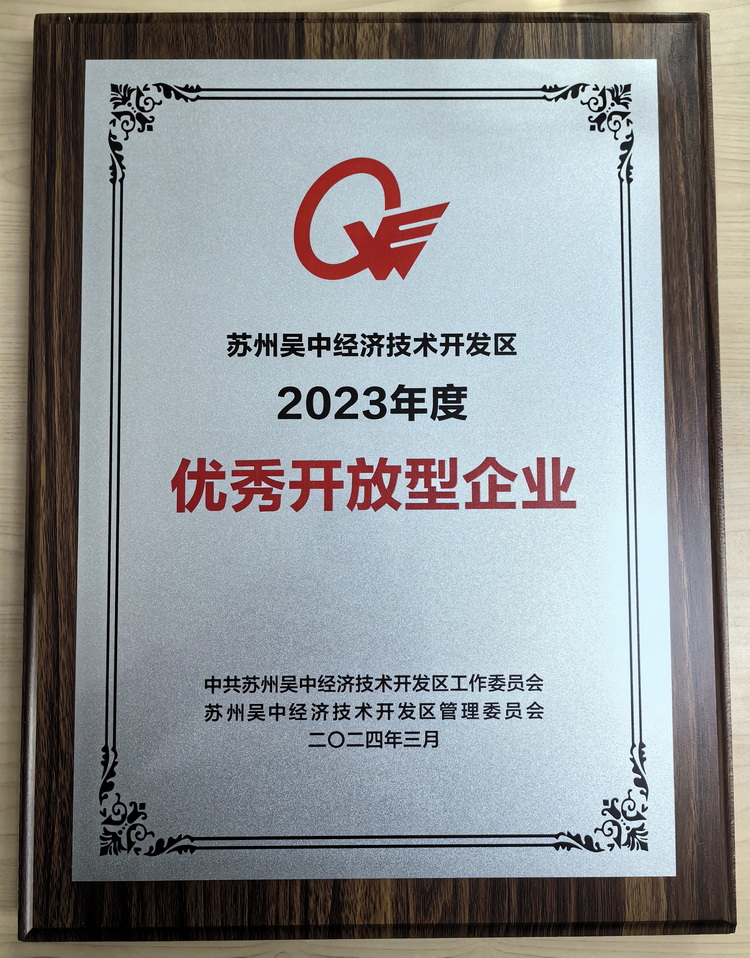 苏州吴中经济技术开发区
2023年度
优秀开放型企业
中共苏州吴中经济技术开发区工作委员会
苏州吴中经济技术开发区管理委员会
二〇二四年三月